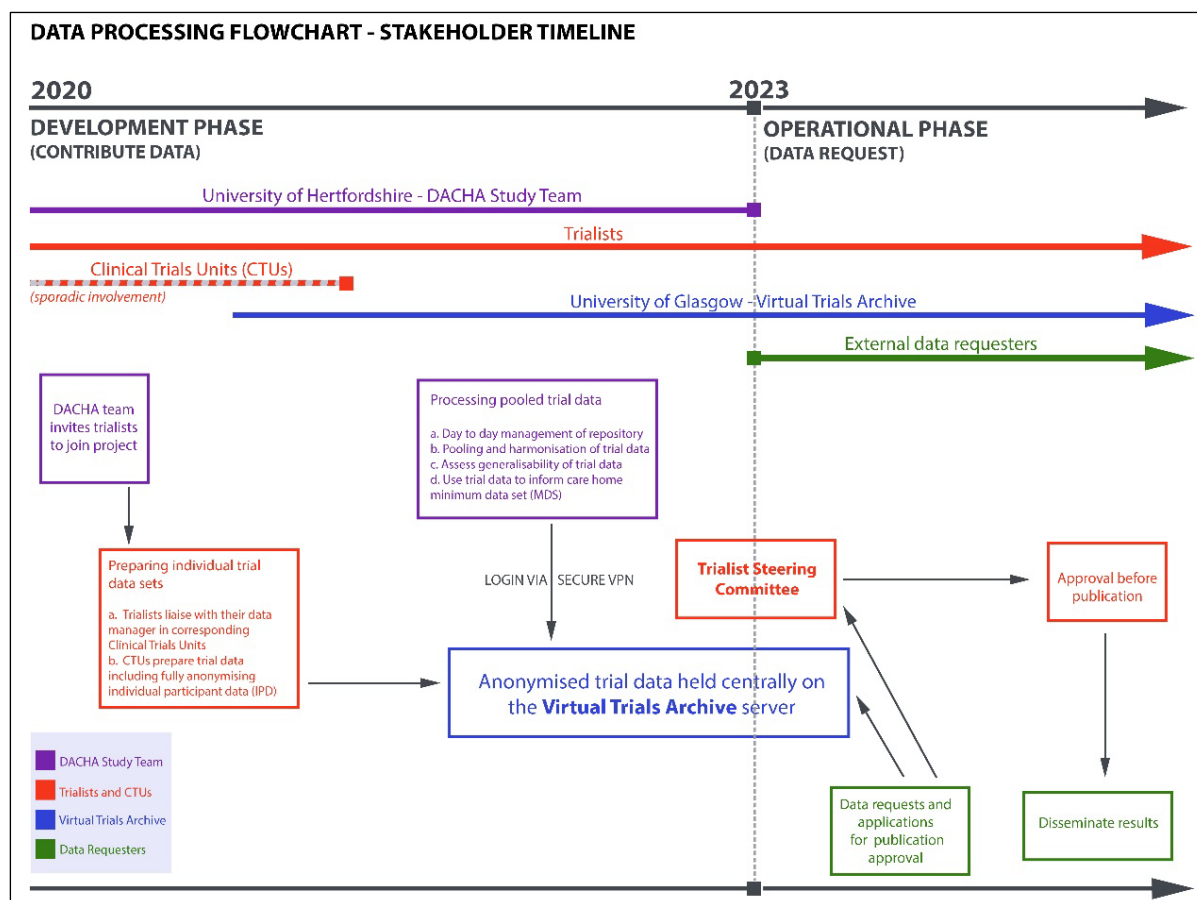 DATA PROCESSING FLOWCHART - STAKEHOLDER TIMELINE
2020
2023
DEVELOPMENT PHASE
(CONTRIBUTE DATA)
OPERATIONAL PHASE
(DATA REQUEST)
University of Hertfordshire - DACHA Study Team
Trialists
Clinical Trials Units (CTUs)
(sporadic involvement)
University of Glasgow - Virtual Trials Archive
External data requesters
DACHA team
invites trialists
to join project
Processing pooled trial data
a. Day to day management of repository
b. Pooling and harmonisation of trial data
c. Assess generalisability of trial data
d. Use trial data to inform care home
minimum data set (MDS)
Preparing individual trial
data sets
a. Trialists liaise with their data
manager in corresponding
Clinical Trials Units
b. CTUs prepare trial data
including fully anonymising
individual participant data (IPD)
LOGIN VIA SECURE VPN
Trialist Steering
Committee
Approval before
publication
Anonymised trial data held centrally on
the Virtual Trials Archive server
DACHA Study Team
Trialists and CTUs
Virtual Trials Archive
Data Requesters
Data requests and
applications
for publication
approval
Disseminate results